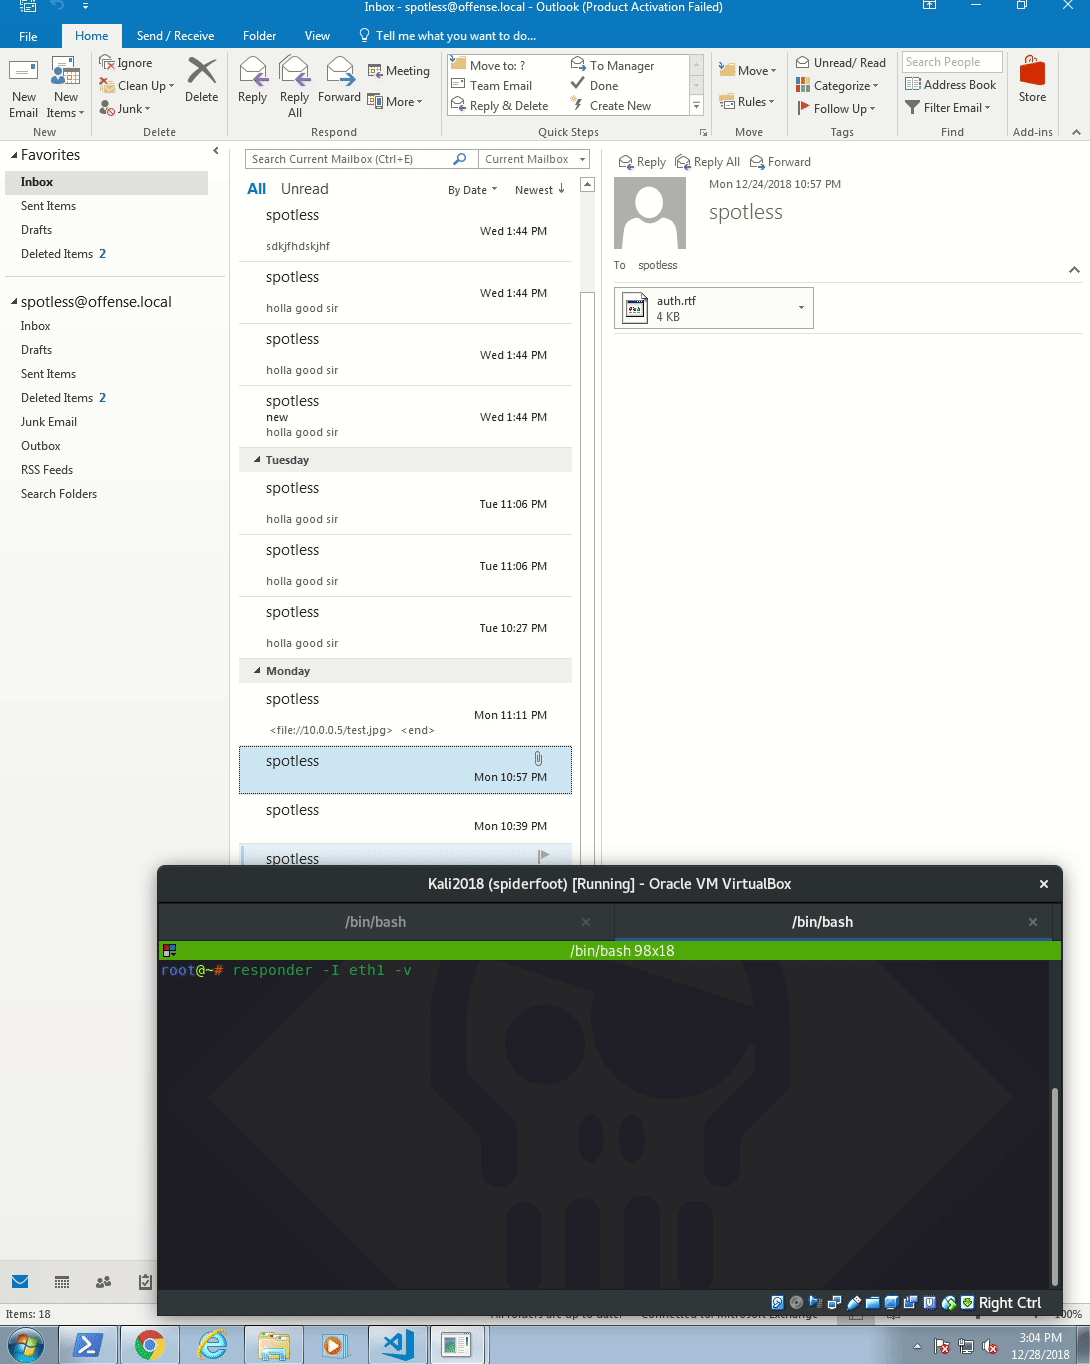 Inbox - spotless@offense.local - Outlook (Product Activation Failed)
File Home Send / Receive Folder View Tell me what you want to do...
New Email
New Items
New
Ignore
Clean Up
Junk
Delete
Delete
Reply
Reply All
Forward
Meeting
More
Respond
Move to: ?
Team Email
Reply & Delete
To Manager
Done
Create New
Quick Steps
Move
Rules
Move
Unread/ Read
Categorize
Follow Up
Tags
Search People
Address Book
Filter Email
Find
Store
Add-ins
Favorites
Inbox
Sent Items
Drafts
Deleted Items 2
spotless@offense.local
Inbox
Drafts
Sent Items
Deleted Items 2
Junk Email
Outbox
RSS Feeds
Search Folders
Search Current Mailbox (Ctrl+E) Current Mailbox
All Unread By Date Newest ↓
spotless
Wed 1:44 PM
sdkjfhdskjhf
spotless
Wed 1:44 PM
holla good sir
spotless
Wed 1:44 PM
holla good sir
spotless
new Wed 1:44 PM
holla good sir
Tuesday
spotless
Tue 11:06 PM
holla good sir
spotless
Tue 11:06 PM
holla good sir
spotless
Tue 10:27 PM
holla good sir
Monday
spotless
Mon 11:11 PM
<file://10.0.0.5/test.jpg> <end>
spotless
Mon 10:57 PM
spotless
Mon 10:39 PM
spotless
Reply Reply All Forward
Mon 12/24/2018 10:57 PM
spotless
To spotless
auth.rtf
4 KB
Kali2018 (spiderfoot) [Running] - Oracle VM VirtualBox ×
/bin/bash × /bin/bash ×
/bin/bash 98x18
root@~# responder -I eth1 -v
Right Ctrl
Items: 18
100%
3:04 PM
12/28/2018